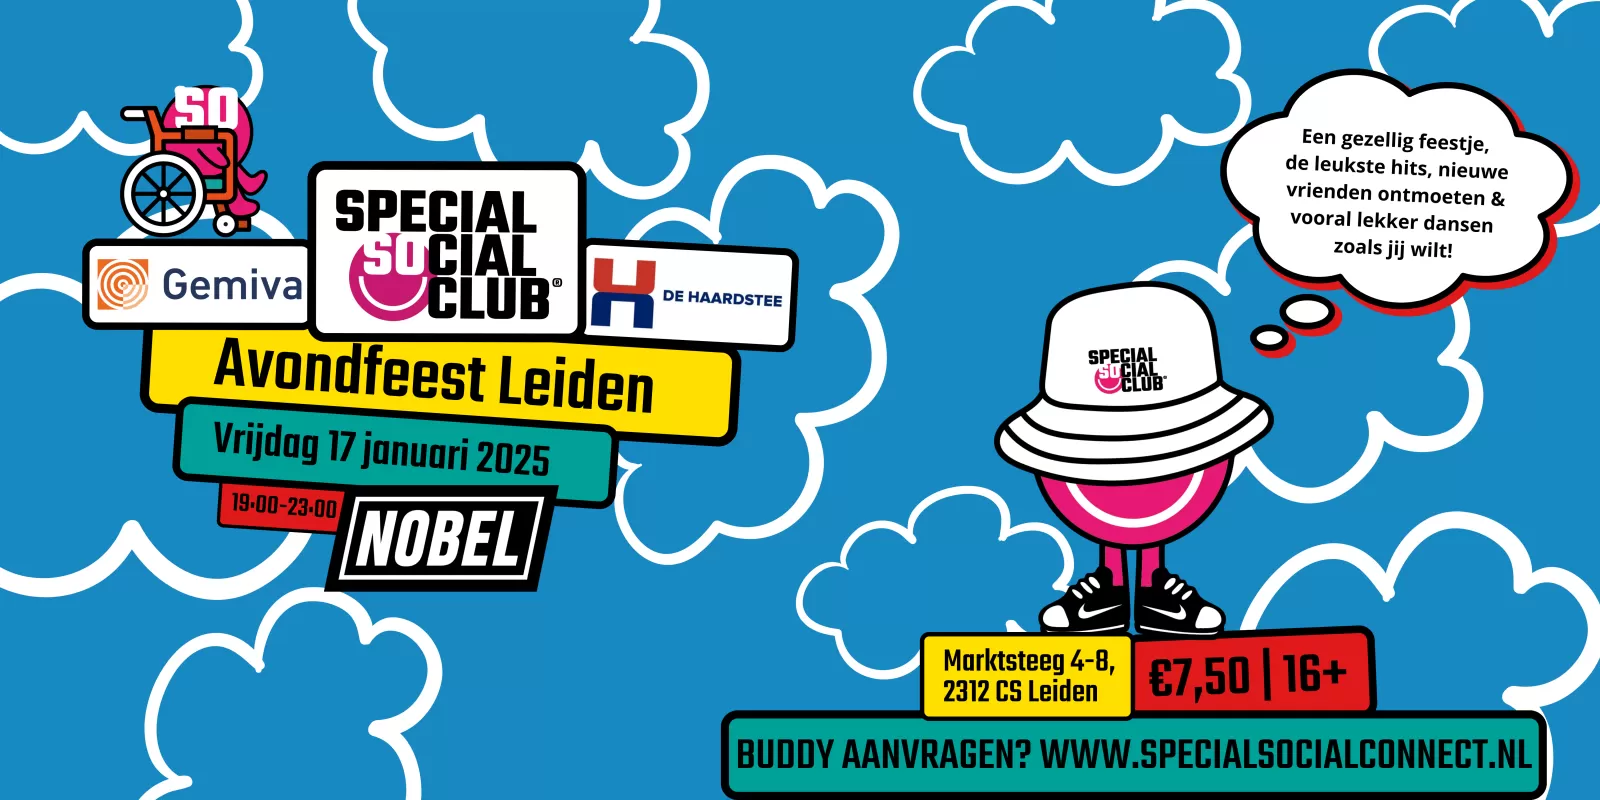 SO
Gemiva
SPECIAL
SOCIAL
CLUB®
DE HAARDSTEE
Avondfeest Leiden
Vrijdag 17 januari 2025
19:00-23:00
NOBEL
Een gezellig feestje,
de leukste hits, nieuwe
vrienden ontmoeten &
vooral lekker dansen
zoals jij wilt!
SPECIAL
SOCIAL
CLUB®
Marktsteeg 4-8,
2312 CS Leiden
€7,50 | 16+
BUDDY AANVRAGEN? WWW.SPECIALSOCIALCONNECT.NL